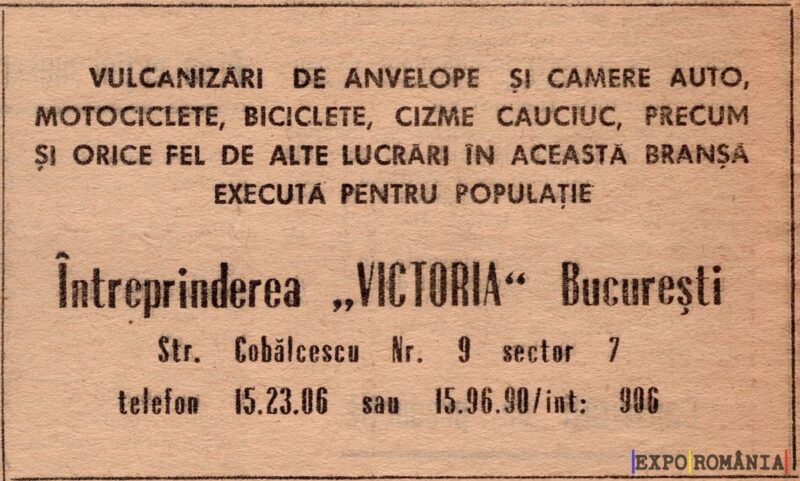 VULCANIZĂRI DE ANVELOPE ȘI CAMERE AUTO,
MOTOCICLETE, BICICLETE, CIZME CAUCIUC, PRECUM
ȘI ORICE FEL DE ALTE LUCRĂRI ÎN ACEASTĂ BRANȘĂ
EXECUTĂ PENTRU POPULAȚIE
Întreprinderea „VICTORIA“ București
Str. Cobălcescu Nr. 9 sector 7
telefon 15.23.06 sau 15.96.90/int: 906
EXPO ROMÂNIA